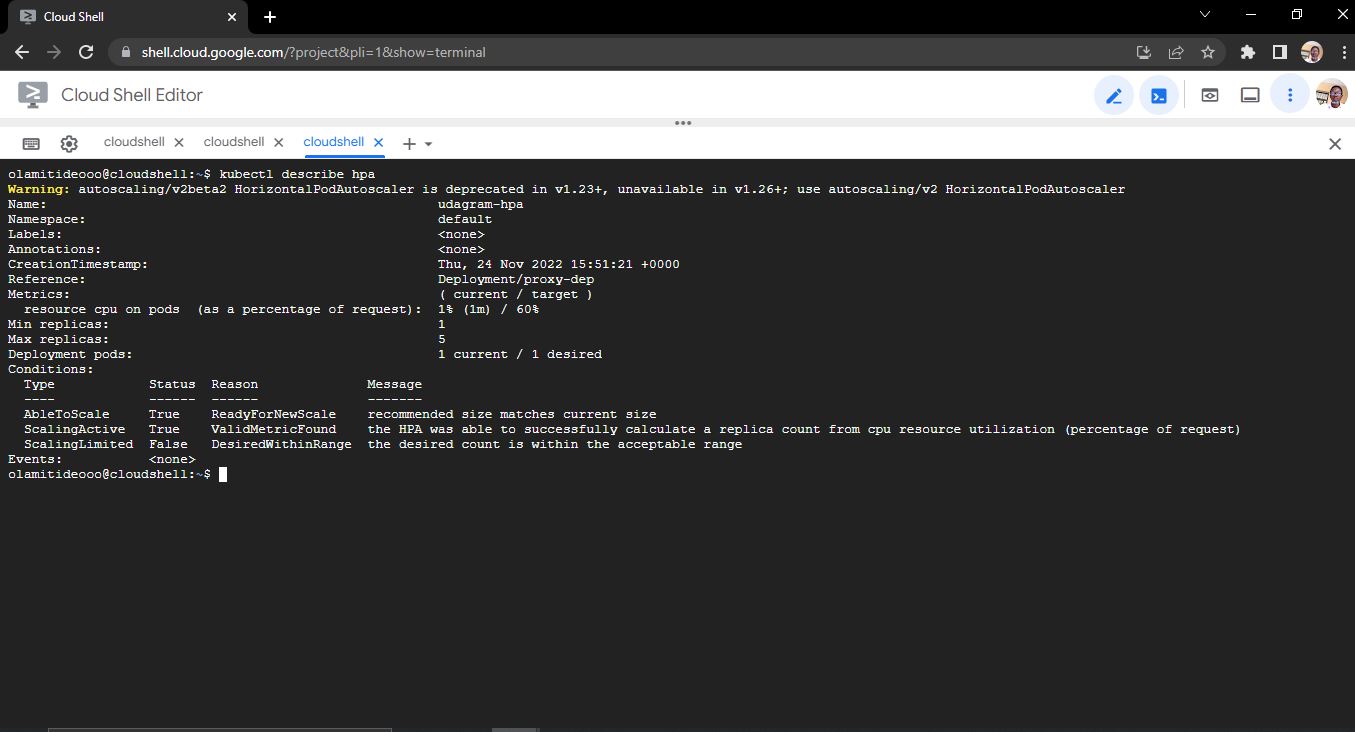 Cloud Shell
shell.cloud.google.com/?project&pli=1&show=terminal
Cloud Shell Editor
cloudshell cloudshell cloudshell
olamitideooo@cloudshell:~$ kubectl describe hpa
Warning: autoscaling/v2beta2 HorizontalPodAutoscaler is deprecated in v1.23+, unavailable in v1.26+; use autoscaling/v2 HorizontalPodAutoscaler
Name: udagram-hpa
Namespace: default
Labels: <none>
Annotations: <none>
CreationTimestamp: Thu, 24 Nov 2022 15:51:21 +0000
Reference: Deployment/proxy-dep
Metrics: ( current / target )
resource cpu on pods (as a percentage of request): 1% (1m) / 60%
Min replicas: 1
Max replicas: 5
Deployment pods: 1 current / 1 desired
Conditions:
Type Status Reason Message
---- ------ ------ -------
AbleToScale True ReadyForNewScale recommended size matches current size
ScalingActive True ValidMetricFound the HPA was able to successfully calculate a replica count from cpu resource utilization (percentage of request)
ScalingLimited False DesiredWithinRange the desired count is within the acceptable range
Events: <none>
olamitideooo@cloudshell:~$